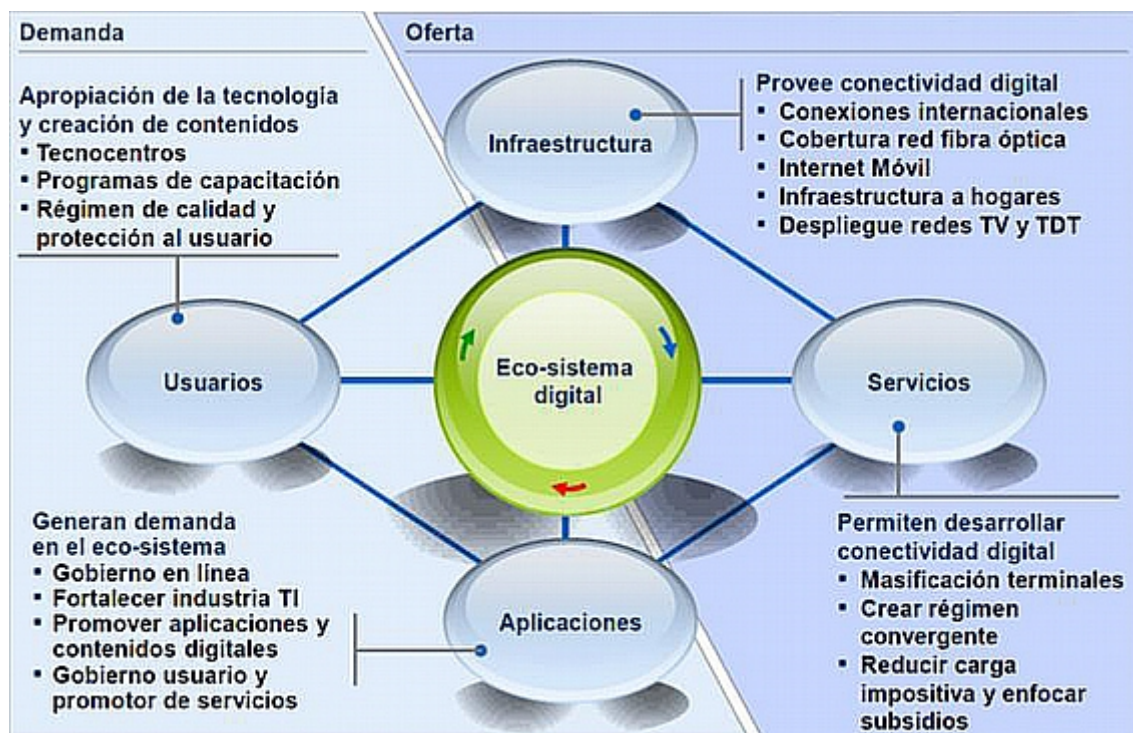 Demanda
Oferta
Apropiación de la tecnología
y creación de contenidos
▪ Tecnocentros
▪ Programas de capacitación
▪ Régimen de calidad y
protección al usuario
Infraestructura
Provee conectividad digital
▪ Conexiones internacionales
▪ Cobertura red fibra óptica
▪ Internet Móvil
▪ Infraestructura a hogares
▪ Despliegue redes TV y TDT
Usuarios
Eco-sistema
digital
Servicios
Generan demanda
en el eco-sistema
▪ Gobierno en línea
▪ Fortalecer industria TI
▪ Promover aplicaciones y
contenidos digitales
▪ Gobierno usuario y
promotor de servicios
Aplicaciones
Permiten desarrollar
conectividad digital
▪ Masificación terminales
▪ Crear régimen
convergente
▪ Reducir carga
impositiva y enfocar
subsidios